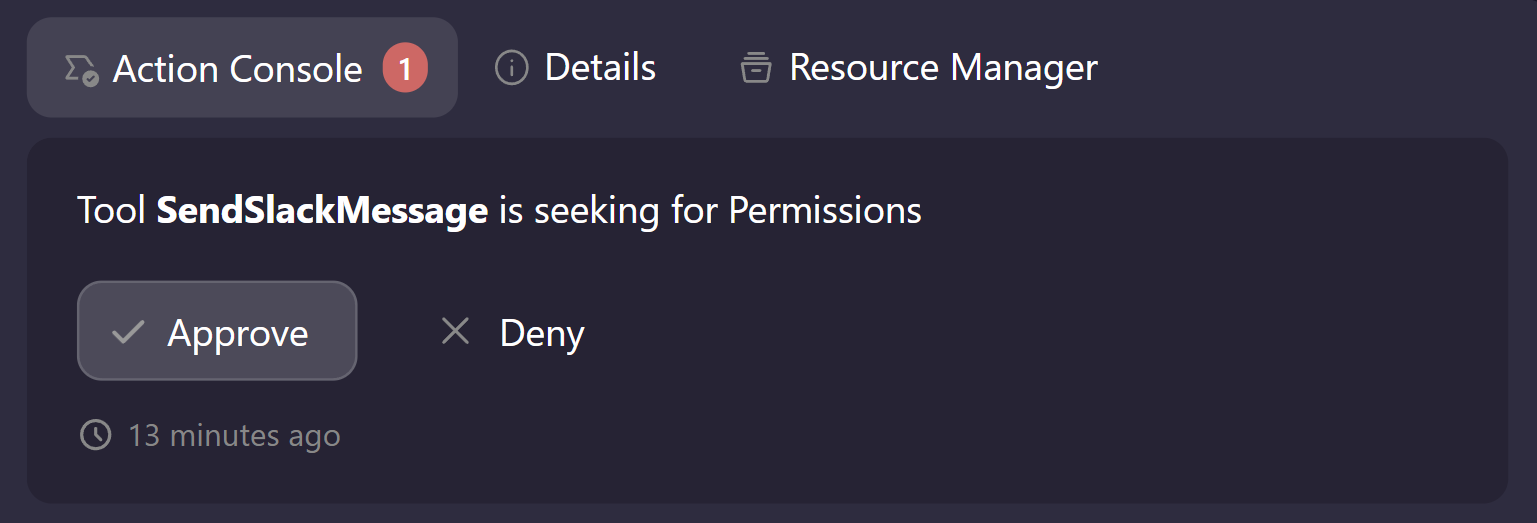 Action Console 1 Details Resource Manager
Tool SendSlackMessage is seeking for Permissions
Approve Deny
13 minutes ago